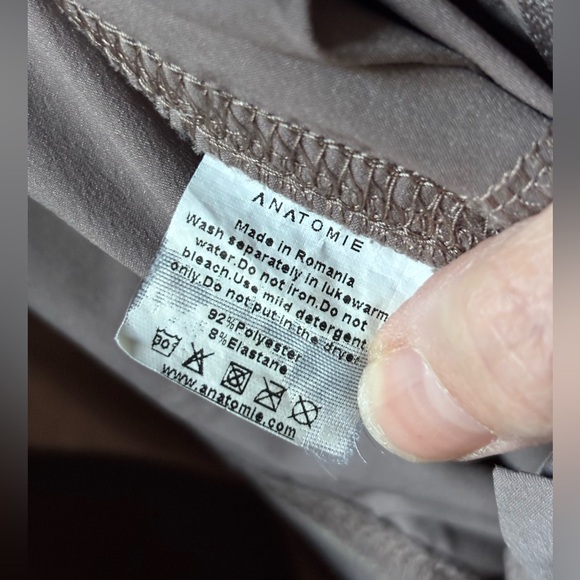 ANATOMIE
Made in Romania
Wash separately in lukewarm
water.Do not iron.Do not
bleach.Use mild detergent
only.Do not put in the dryer
92%Polyester
8%Elastane
30°
www.anatomie.com